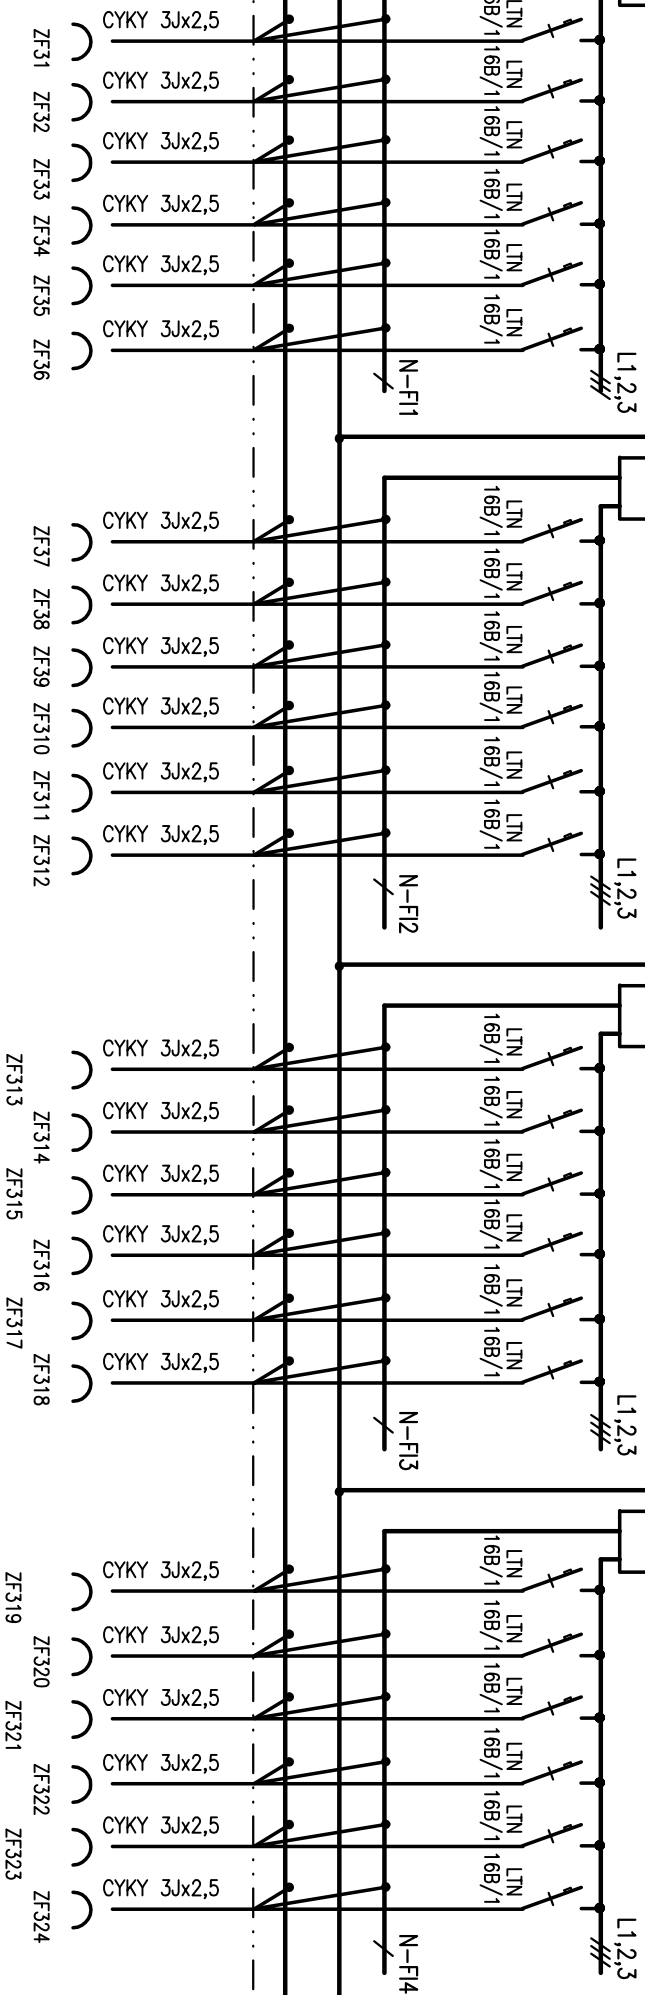 ZF31
CYKY 3Jx2,5
LTN
ZF32
CYKY 3Jx2,5
LTN
16B/1
ZF33
CYKY 3Jx2,5
LTN
16B/1
ZF34
CYKY 3Jx2,5
LTN
16B/1
ZF35
CYKY 3Jx2,5
LTN
16B/1
ZF36
CYKY 3Jx2,5
LTN
16B/1
N-FI1
L1,2,3
ZF37
CYKY 3Jx2,5
LTN
16B/1
ZF38
CYKY 3Jx2,5
LTN
16B/1
ZF39
CYKY 3Jx2,5
LTN
16B/1
ZF310
CYKY 3Jx2,5
LTN
16B/1
ZF311
CYKY 3Jx2,5
LTN
16B/1
ZF312
CYKY 3Jx2,5
LTN
16B/1
N-FI2
L1,2,3
ZF313
CYKY 3Jx2,5
LTN
16B/1
ZF314
CYKY 3Jx2,5
LTN
16B/1
ZF315
CYKY 3Jx2,5
LTN
16B/1
ZF316
CYKY 3Jx2,5
LTN
16B/1
ZF317
CYKY 3Jx2,5
LTN
16B/1
ZF318
CYKY 3Jx2,5
LTN
16B/1
N-FI3
L1,2,3
ZF319
CYKY 3Jx2,5
LTN
16B/1
ZF320
CYKY 3Jx2,5
LTN
16B/1
ZF321
CYKY 3Jx2,5
LTN
16B/1
ZF322
CYKY 3Jx2,5
LTN
16B/1
ZF323
CYKY 3Jx2,5
LTN
16B/1
ZF324
CYKY 3Jx2,5
LTN
16B/1
N-FI4
L1,2,3